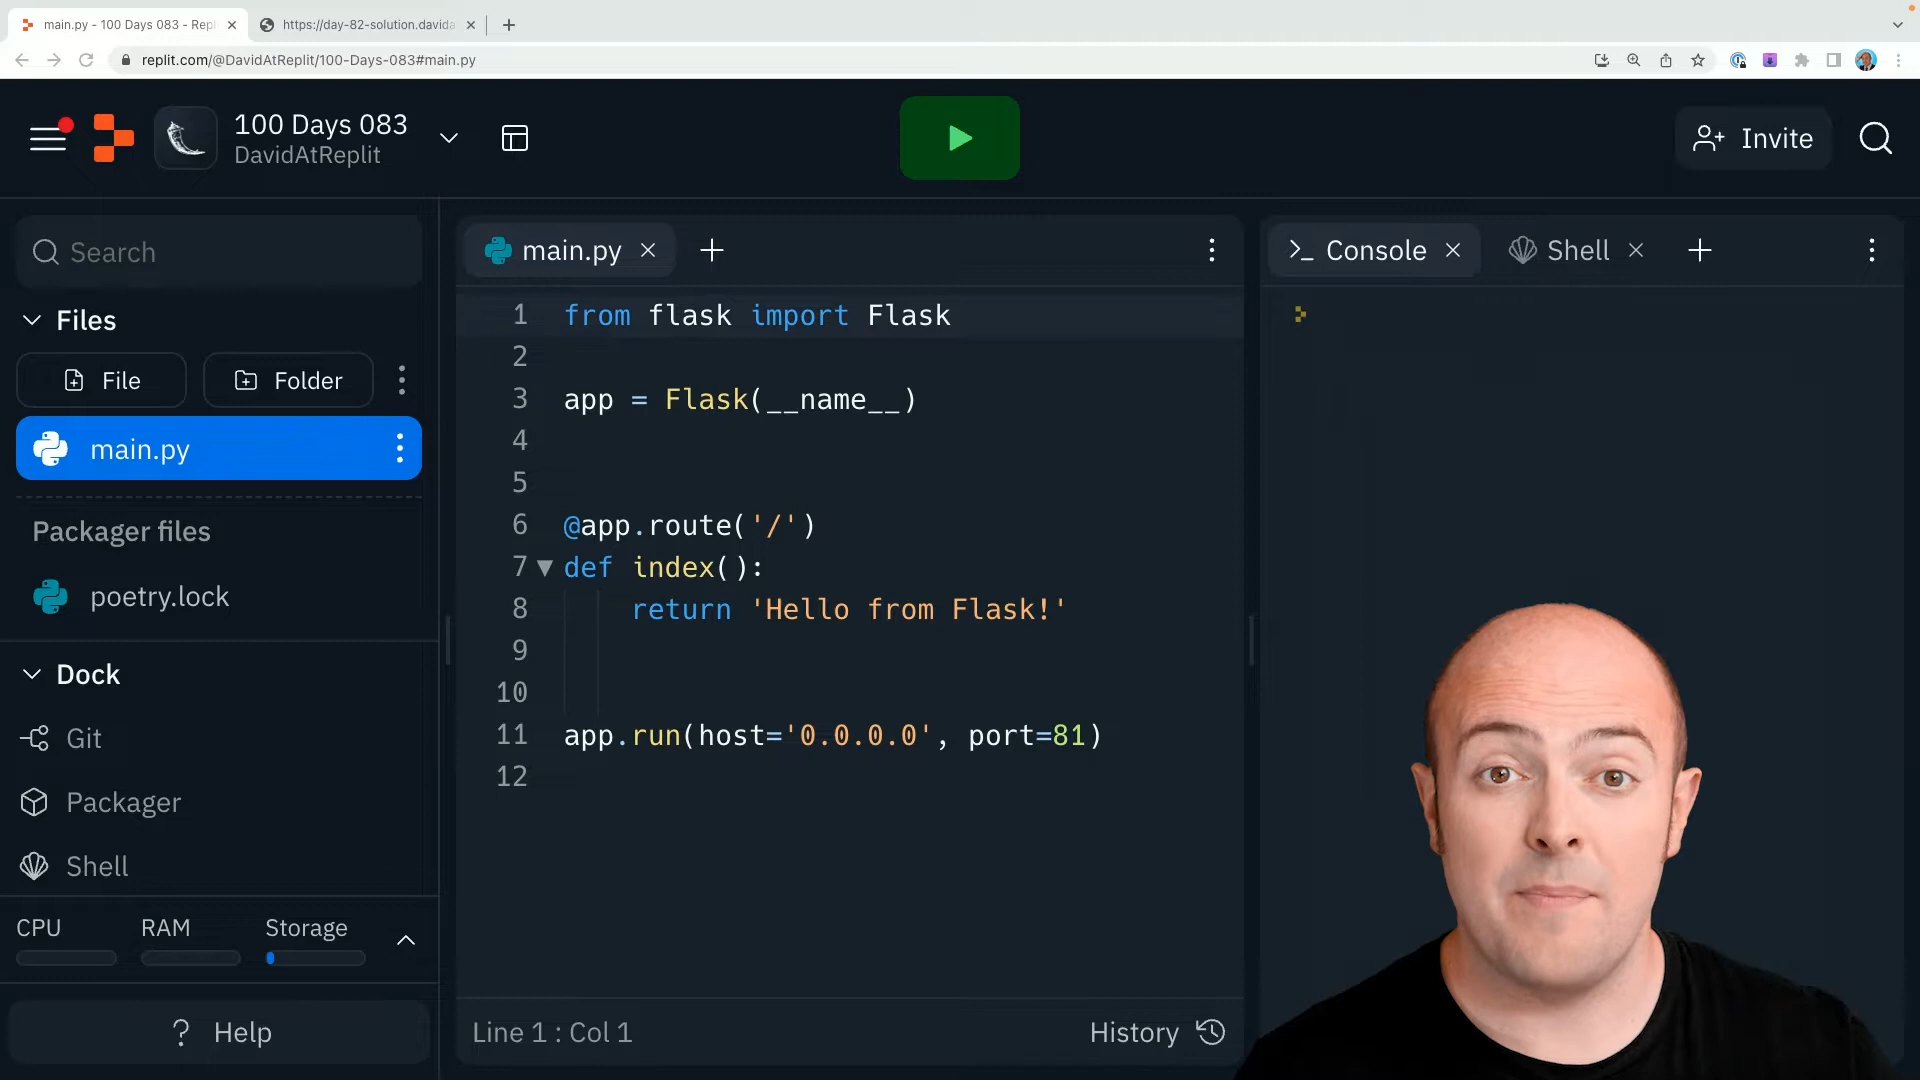 main.py - 100 Days 083 - Repl
https://day-82-solution.davida
replit.com/@DavidAtReplit/100-Days-083#main.py
100 Days 083
DavidAtReplit
Invite
Search
Files
File
Folder
main.py
Packager files
poetry.lock
Dock
Git
Packager
Shell
CPU
RAM
Storage
? Help
main.py
1 from flask import Flask
2
3 app = Flask(__name__)
4
5
6 @app.route('/')
7 def index():
8 return 'Hello from Flask!'
9
10
11 app.run(host='0.0.0.0', port=81)
12
Line 1 : Col 1
History
Console
Shell